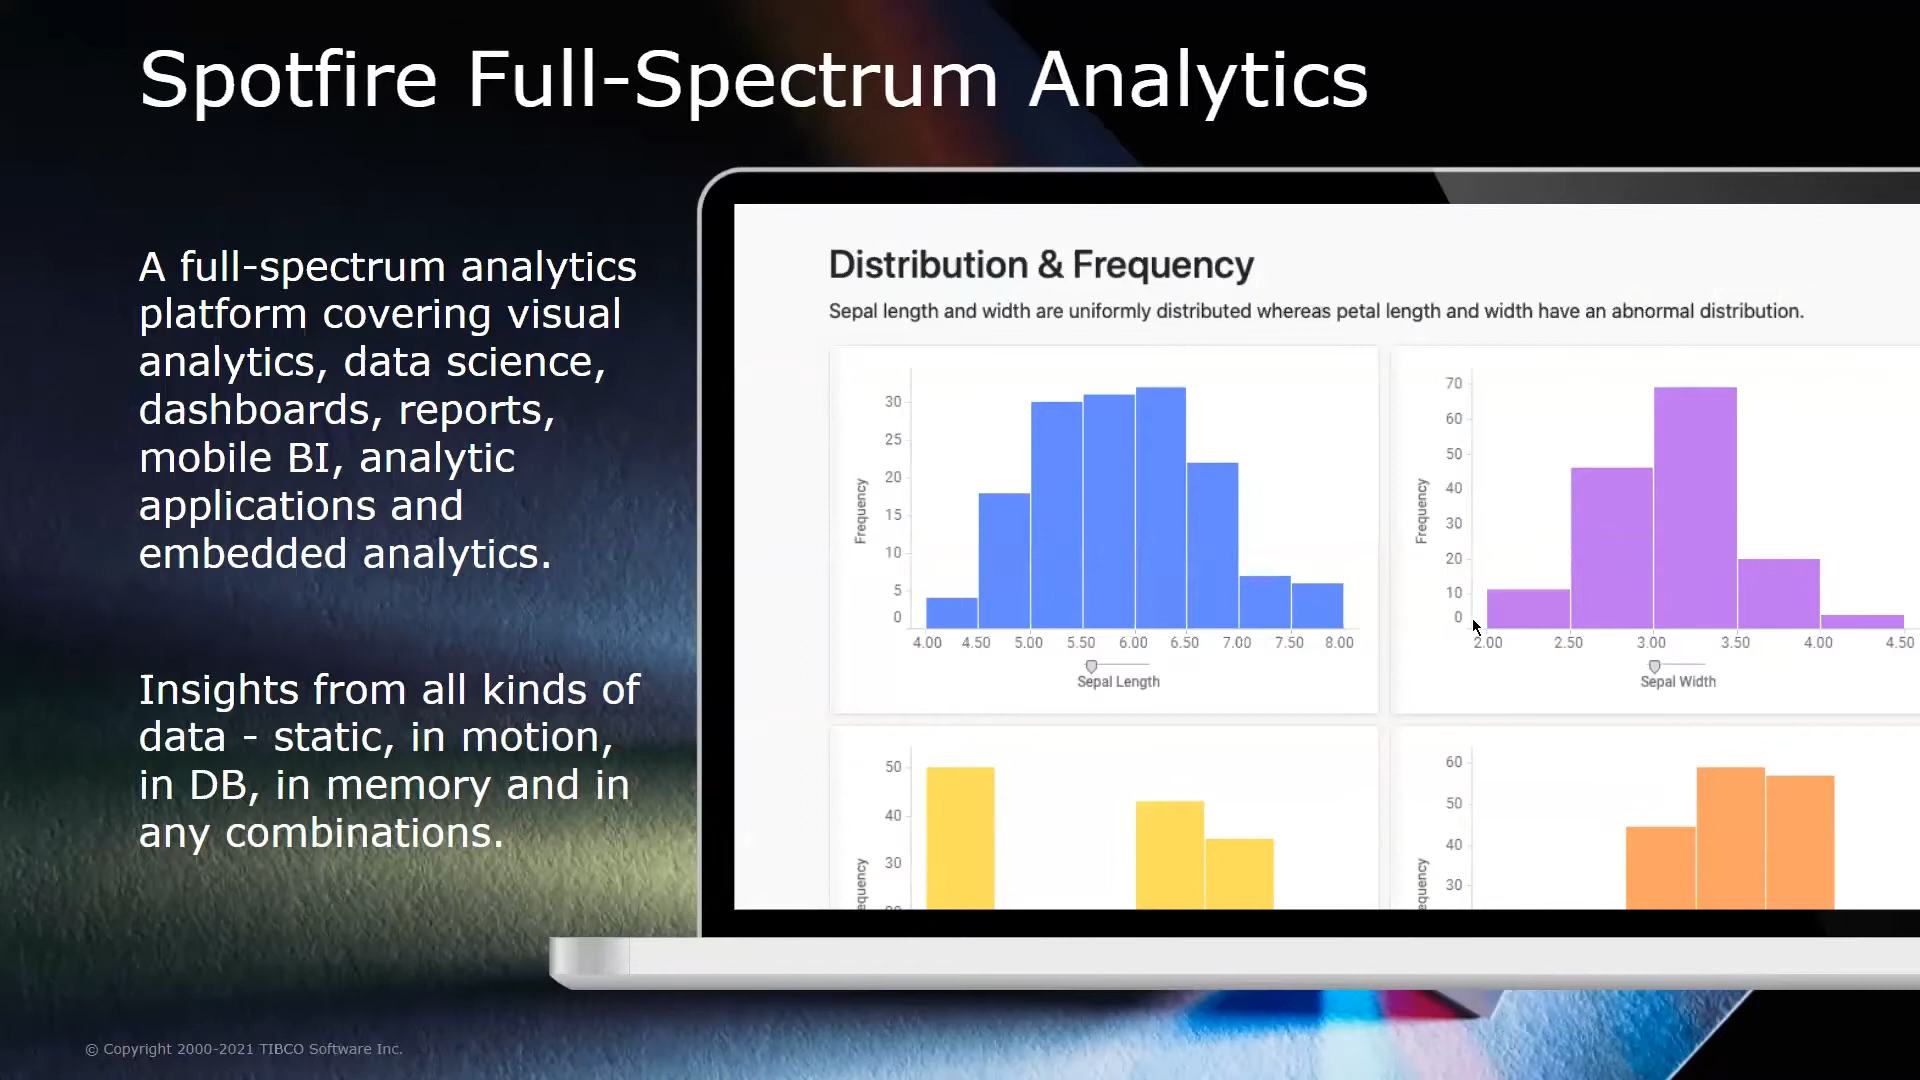 Spotfire Full-Spectrum Analytics
A full-spectrum analytics
platform covering visual
analytics, data science,
dashboards, reports,
mobile BI, analytic
applications and
embedded analytics.
Insights from all kinds of
data - static, in motion,
in DB, in memory and in
any combinations.
Distribution & Frequency
Sepal length and width are uniformly distributed whereas petal length and width have an abnormal distribution.
30
25
20
15
10
5
0
Frequency
4.00 4.50 5.00 5.50 6.00 6.50 7.00 7.50 8.00
Sepal Length
70
60
50
40
30
20
10
0
Frequency
2.00 2.50 3.00 3.50 4.00 4.50
Sepal Width
50
40
30
equency
60
50
40
30
equency
© Copyright 2000-2021 TIBCO Software Inc.